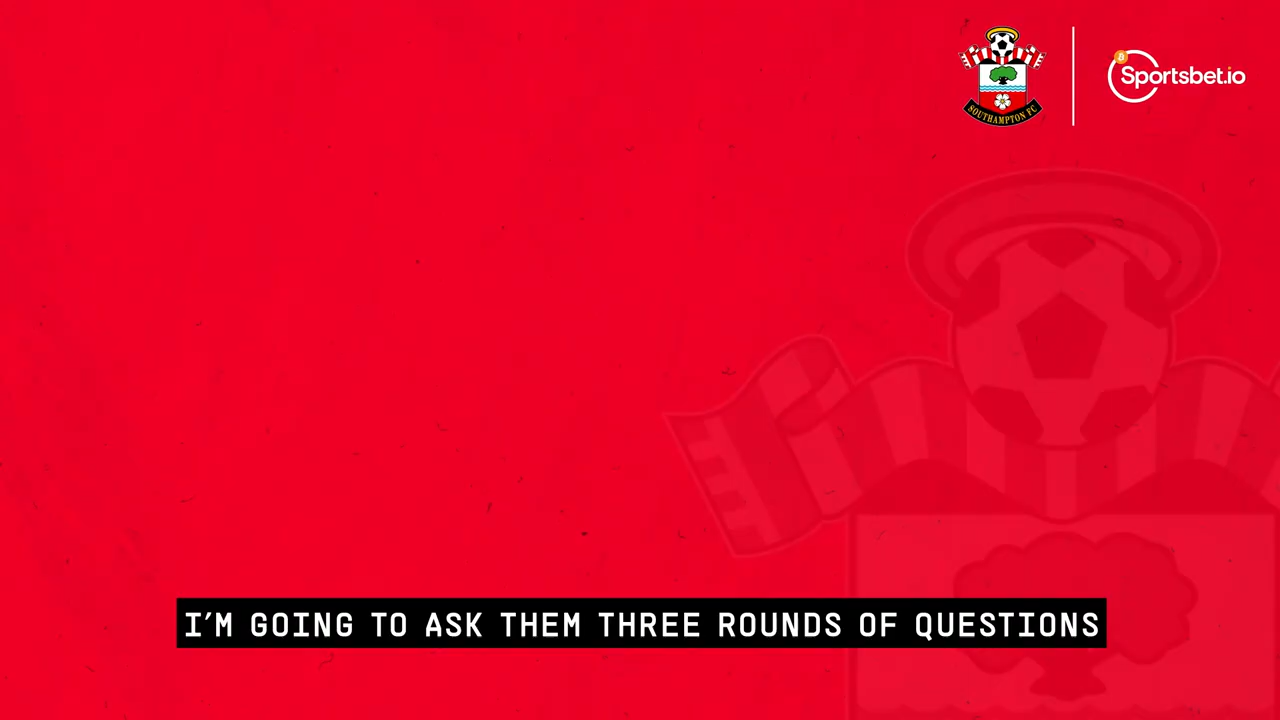 SOUTHAMPTON FC
Sportsbet.io
I'M GOING TO ASK THEM THREE ROUNDS OF QUESTIONS